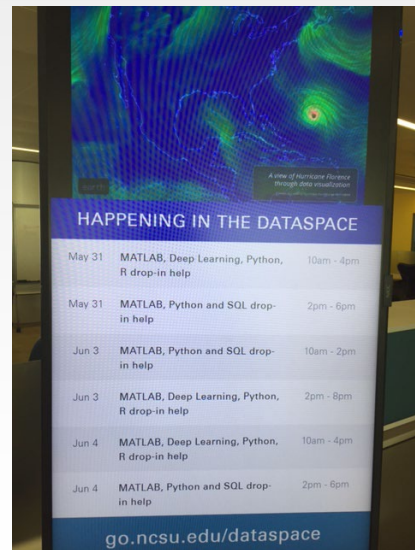 earth
A view of Hurricane Florence
through data visualization
HAPPENING IN THE DATASPACE
May 31 MATLAB, Deep Learning, Python, 10am - 4pm
R drop-in help
May 31 MATLAB, Python and SQL drop- 2pm - 6pm
in help
Jun 3 MATLAB, Python and SQL drop- 10am - 2pm
in help
Jun 3 MATLAB, Deep Learning, Python, 2pm - 8pm
R drop-in help
Jun 4 MATLAB, Deep Learning, Python, 10am - 4pm
R drop-in help
Jun 4 MATLAB, Python and SQL drop- 2pm - 6pm
in help
go.ncsu.edu/dataspace